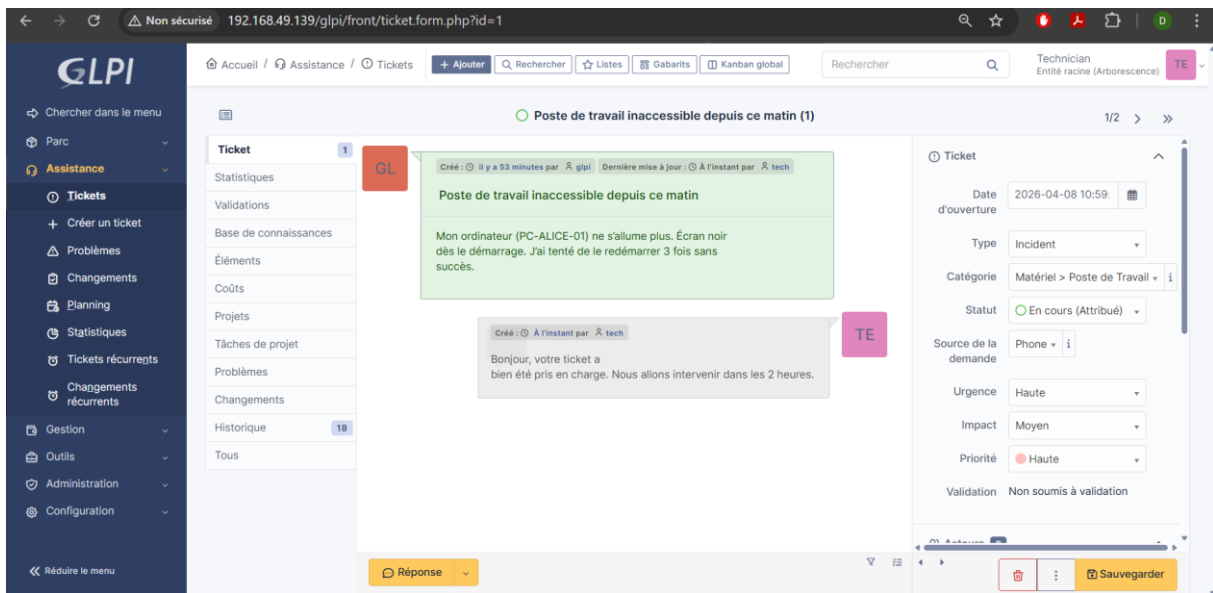 Non sécurisé 192.168.49.139/glpi/front/ticket.form.php?id=1
D
GLPI
Accueil / Assistance / Tickets
+ Ajouter
Rechercher
Listes
Gabarits
Kanban global
Rechercher
Technician
Entité racine (Arborescence)
TE
Chercher dans le menu
Parc
Assistance
Tickets
+ Créer un ticket
Problèmes
Changements
Planning
Statistiques
Tickets récurrents
Changements
récurrents
Gestion
Outils
Administration
Configuration
Réduire le menu
Poste de travail inaccessible depuis ce matin (1)
1/2
Ticket 1
Statistiques
Validations
Base de connaissances
Éléments
Coûts
Projets
Tâches de projet
Problèmes
Changements
Historique 18
Tous
GL
Créé : il y a 53 minutes par glpi Dernière mise à jour : À l'instant par tech
Poste de travail inaccessible depuis ce matin
Mon ordinateur (PC-ALICE-01) ne s'allume plus. Écran noir
dès le démarrage. J'ai tenté de le redémarrer 3 fois sans
succès.
TE
Créé : À l'instant par tech
Bonjour, votre ticket a
bien été pris en charge. Nous allons intervenir dans les 2 heures.
Réponse
Ticket
Date
d'ouverture
2026-04-08 10:59:
Type Incident
Catégorie Matériel > Poste de Travail i
Statut En cours (Attribué)
Source de la
demande
Phone i
Urgence Haute
Impact Moyen
Priorité Haute
Validation Non soumis à validation
Sauvegarder